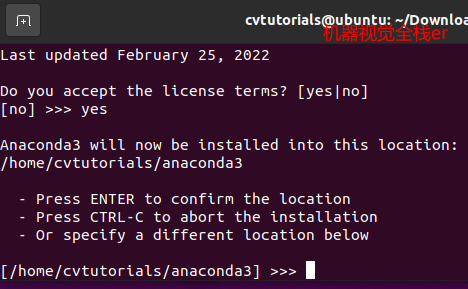 cvtutorials@ubuntu: ~/Downloa
机器视觉全栈er
Last updated February 25, 2022
Do you accept the license terms? [yes|no]
[no] >>> yes
Anaconda3 will now be installed into this location:
/home/cvtutorials/anaconda3
- Press ENTER to confirm the location
- Press CTRL-C to abort the installation
- Or specify a different location below
[/home/cvtutorials/anaconda3] >>>